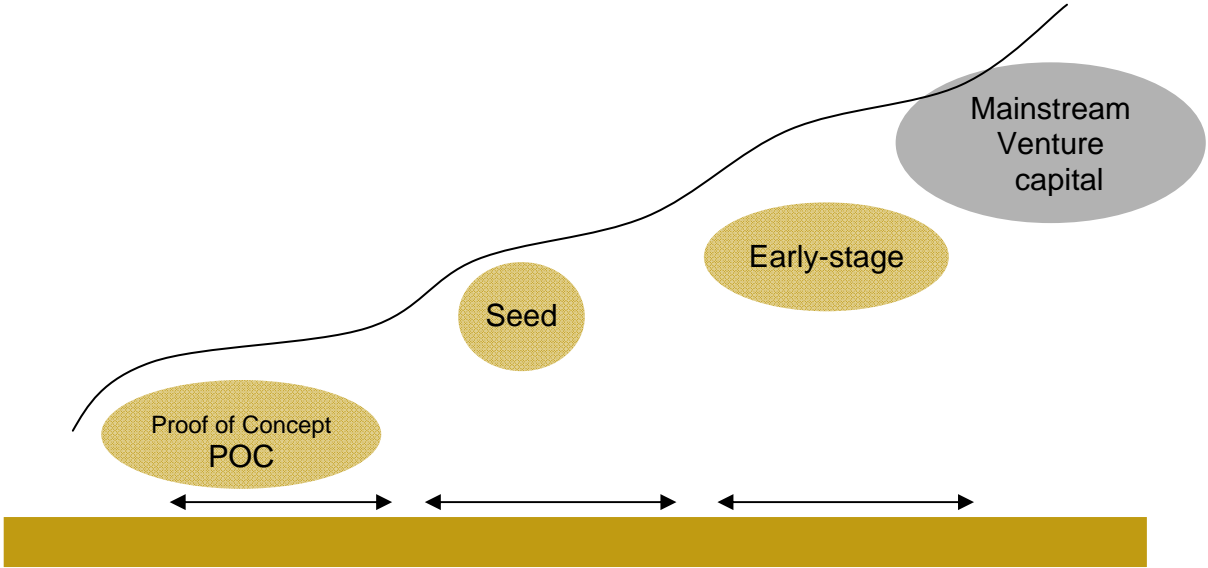 Mainstream
Venture
capital
Early-stage
Seed
Proof of Concept
POC